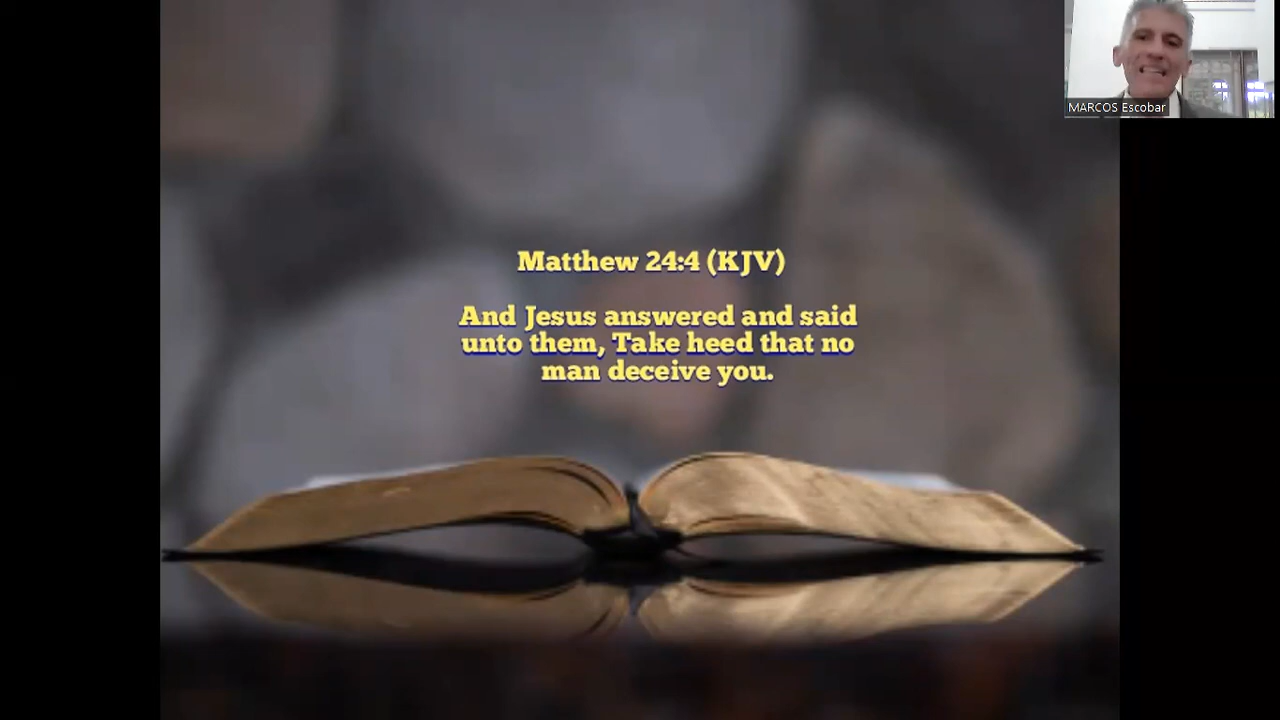 MARCOS Escobar
Matthew 24:4 (KJV)
And Jesus answered and said
unto them, Take heed that no
man deceive you.